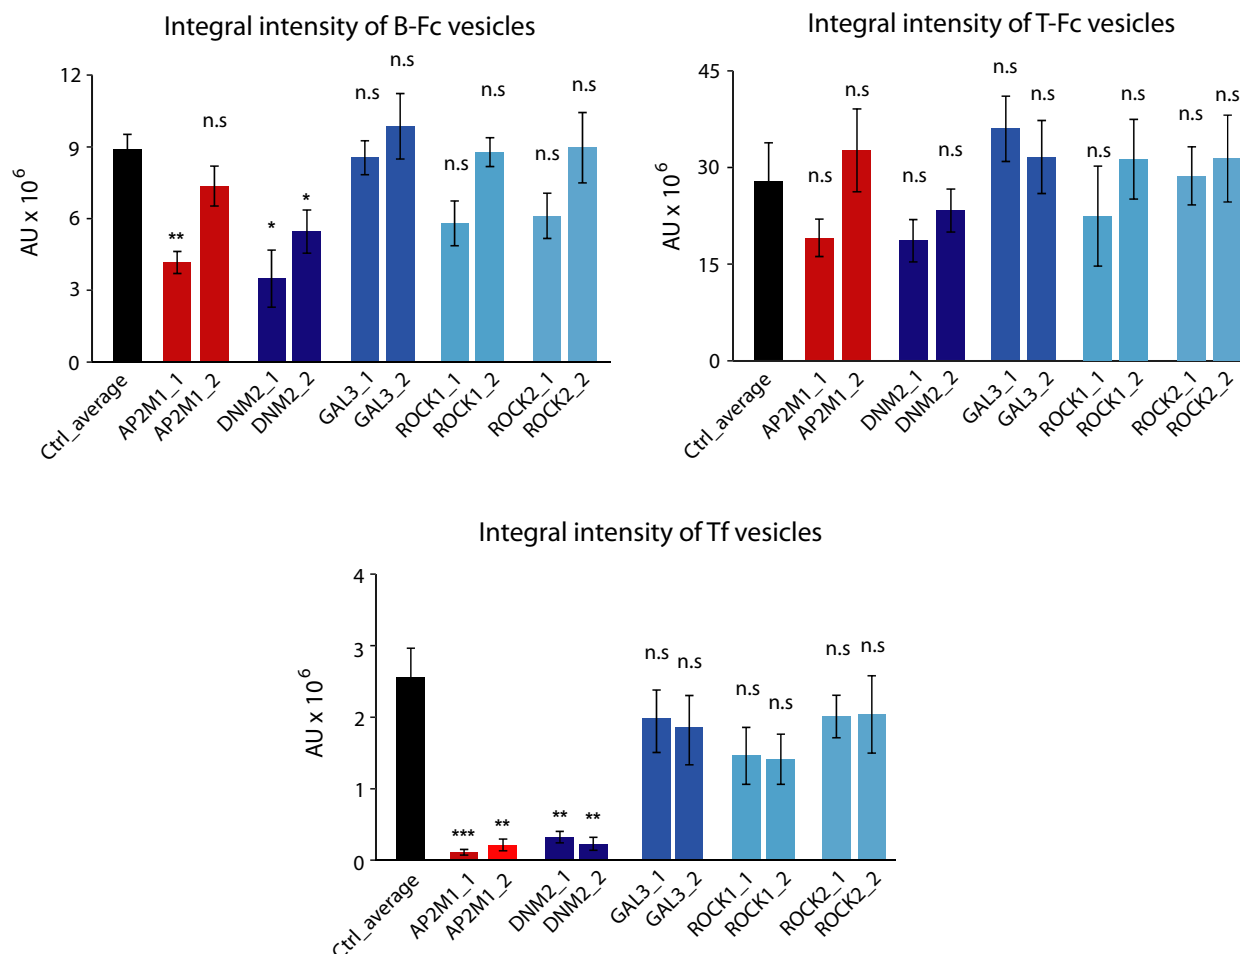 Integral intensity of B-Fc vesicles
AU x 10^6
12
9
6
3
0
**
n.s
*
*
n.s
n.s
n.s
n.s
n.s
n.s
Ctrl_average
AP2M1_1
AP2M1_2
DNM2_1
DNM2_2
GAL3_1
GAL3_2
ROCK1_1
ROCK1_2
ROCK2_1
ROCK2_2
Integral intensity of T-Fc vesicles
AU x 10^6
45
30
15
0
n.s
n.s
n.s
n.s
n.s
n.s
n.s
n.s
n.s
n.s
Ctrl_average
AP2M1_1
AP2M1_2
DNM2_1
DNM2_2
GAL3_1
GAL3_2
ROCK1_1
ROCK1_2
ROCK2_1
ROCK2_2
Integral intensity of Tf vesicles
AU x 10^6
4
3
2
1
0
***
**
**
**
n.s
n.s
n.s
n.s
n.s
n.s
Ctrl_average
AP2M1_1
AP2M1_2
DNM2_1
DNM2_2
GAL3_1
GAL3_2
ROCK1_1
ROCK1_2
ROCK2_1
ROCK2_2